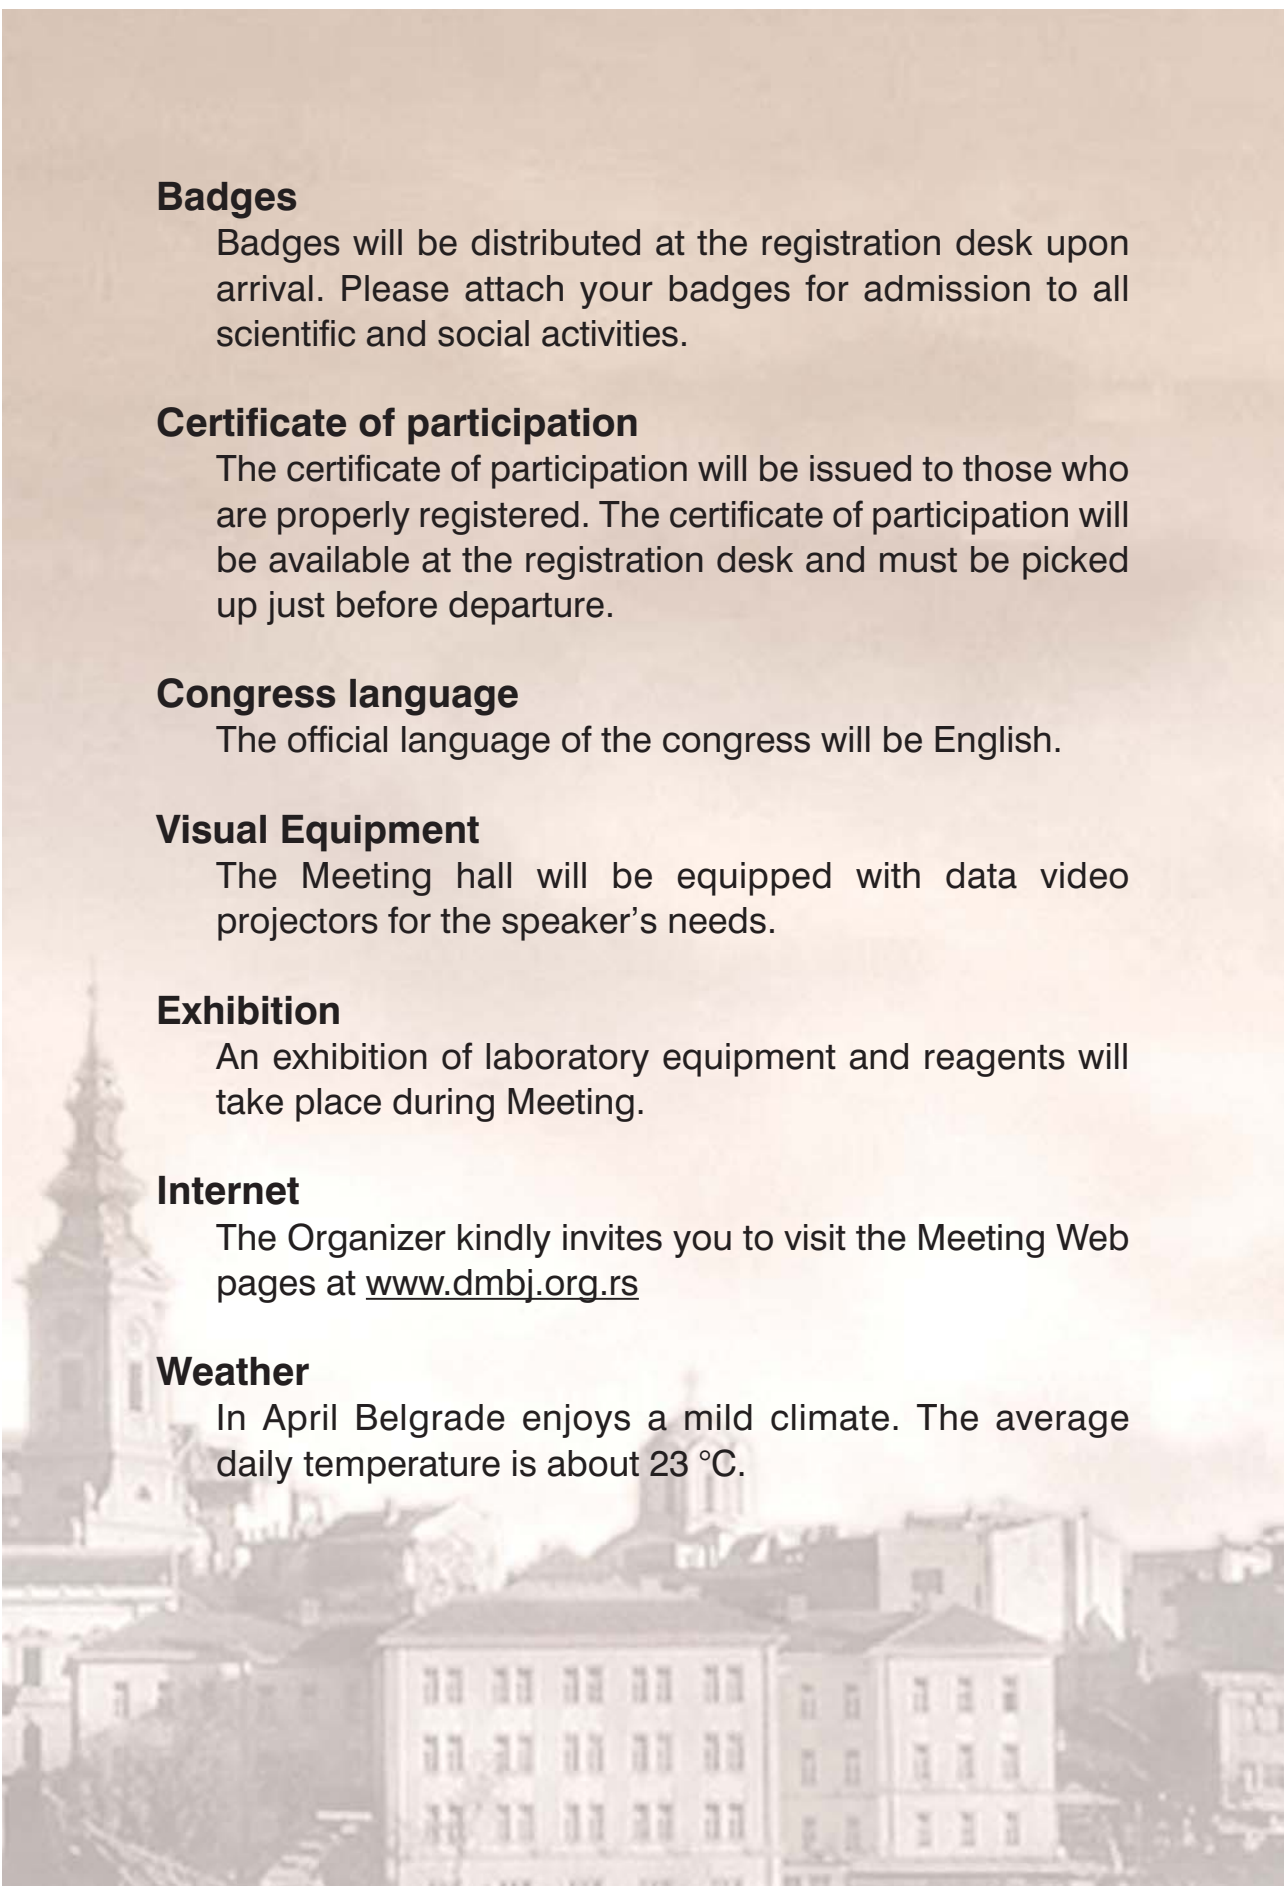 Badges
Badges will be distributed at the registration desk upon
arrival. Please attach your badges for admission to all
scientific and social activities.
Certificate of participation
The certificate of participation will be issued to those who
are properly registered. The certificate of participation will
be available at the registration desk and must be picked
up just before departure.
Congress language
The official language of the congress will be English.
Visual Equipment
The Meeting hall will be equipped with data video
projectors for the speaker’s needs.
Exhibition
An exhibition of laboratory equipment and reagents will
take place during Meeting.
Internet
The Organizer kindly invites you to visit the Meeting Web
pages at www.dmbj.org.rs
Weather
In April Belgrade enjoys a mild climate. The average
daily temperature is about 23 °C.